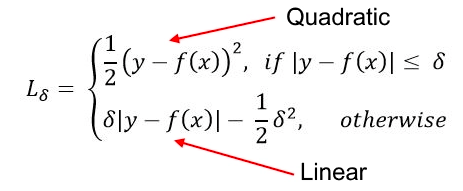 Quadratic
L_δ = { 1/2 (y − f(x))², if |y − f(x)| ≤ δ
δ|y − f(x)| − 1/2 δ², otherwise
Linear